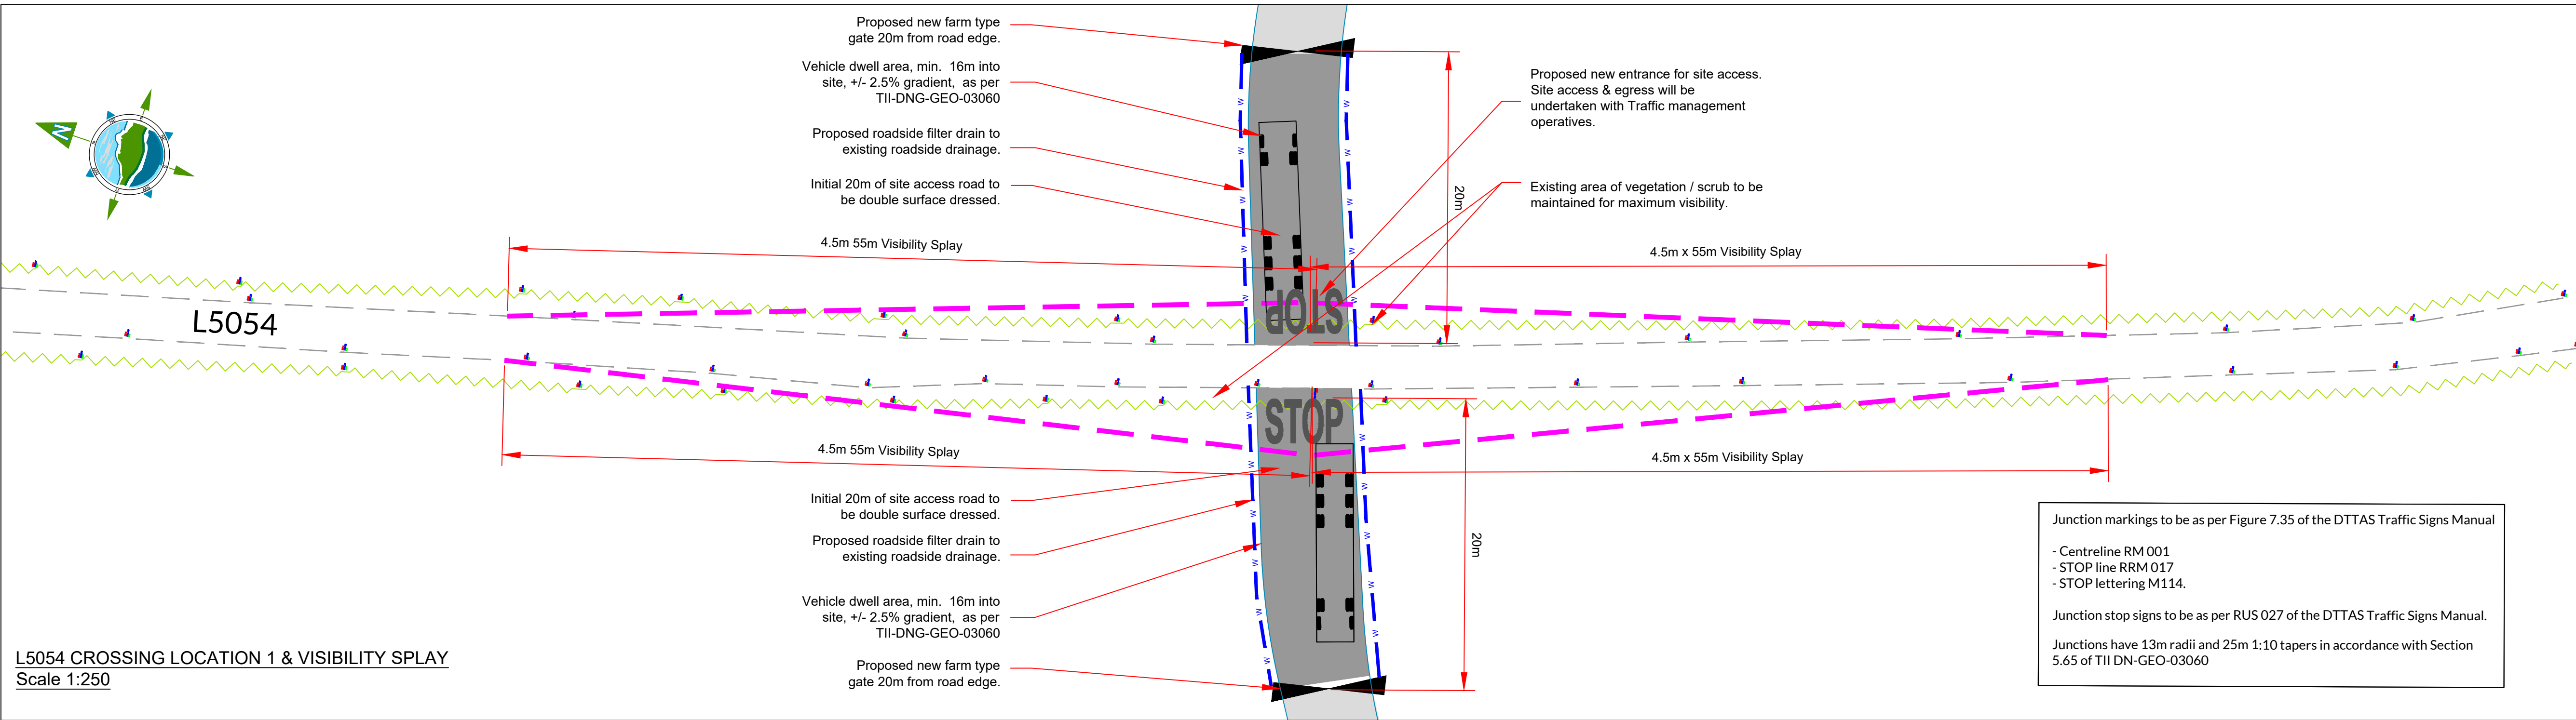 Proposed new farm type
gate 20m from road edge.
Vehicle dwell area, min. 16m into
site, +/- 2.5% gradient, as per
TII-DNG-GEO-03060
Proposed roadside filter drain to
existing roadside drainage.
Initial 20m of site access road to
be double surface dressed.
Proposed new entrance for site access.
Site access & egress will be
undertaken with Traffic management
operatives.
Existing area of vegetation / scrub to be
maintained for maximum visibility.
N
20m
4.5m 55m Visibility Splay
4.5m x 55m Visibility Splay
L5054
STOP
STOP
4.5m 55m Visibility Splay
4.5m x 55m Visibility Splay
20m
Initial 20m of site access road to
be double surface dressed.
Proposed roadside filter drain to
existing roadside drainage.
Vehicle dwell area, min. 16m into
site, +/- 2.5% gradient, as per
TII-DNG-GEO-03060
Proposed new farm type
gate 20m from road edge.
Junction markings to be as per Figure 7.35 of the DTTAS Traffic Signs Manual
- Centreline RM 001
- STOP line RRM 017
- STOP lettering M114.
Junction stop signs to be as per RUS 027 of the DTTAS Traffic Signs Manual.
Junctions have 13m radii and 25m 1:10 tapers in accordance with Section
5.65 of TII DN-GEO-03060
L5054 CROSSING LOCATION 1 & VISIBILITY SPLAY
Scale 1:250